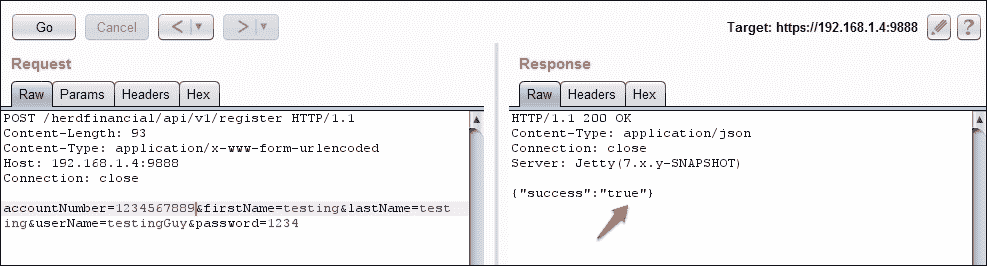 Go Cancel < > Target: https://192.168.1.4:9888 ?
Request
Raw Params Headers Hex
POST /herdfinancial/api/v1/register HTTP/1.1
Content-Length: 93
Content-Type: application/x-www-form-urlencoded
Host: 192.168.1.4:9888
Connection: close
accountNumber=1234567889&firstName=testing&lastName=test
ing&userName=testingGuy&password=1234
Response
Raw Headers Hex
HTTP/1.1 200 OK
Content-Type: application/json
Connection: close
Server: Jetty(7.x.y-SNAPSHOT)
{"success":"true"}